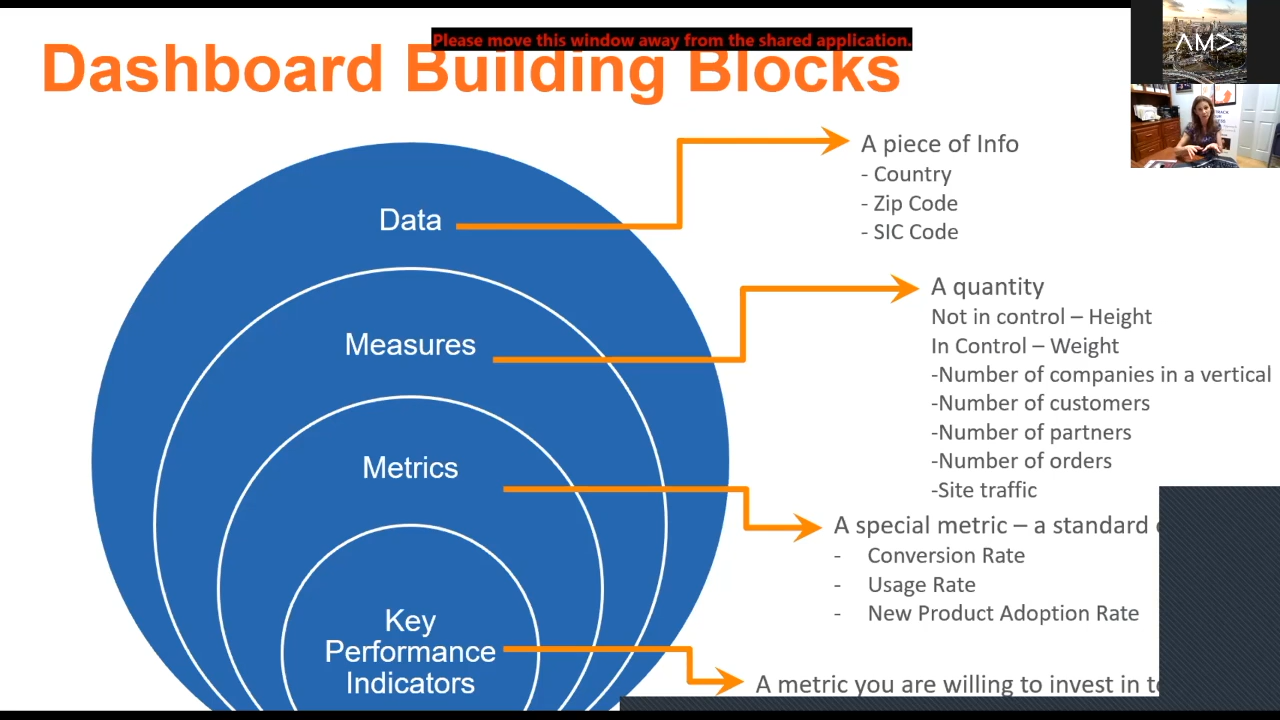 Please move this window away from the shared application.
Dashboard Building Blocks
AMA
Data
A piece of Info
- Country
- Zip Code
- SIC Code
Measures
A quantity
Not in control – Height
In Control – Weight
-Number of companies in a vertical
-Number of customers
-Number of partners
-Number of orders
-Site traffic
Metrics
A special metric – a standard
- Conversion Rate
- Usage Rate
- New Product Adoption Rate
Key
Performance
Indicators
A metric you are willing to invest in